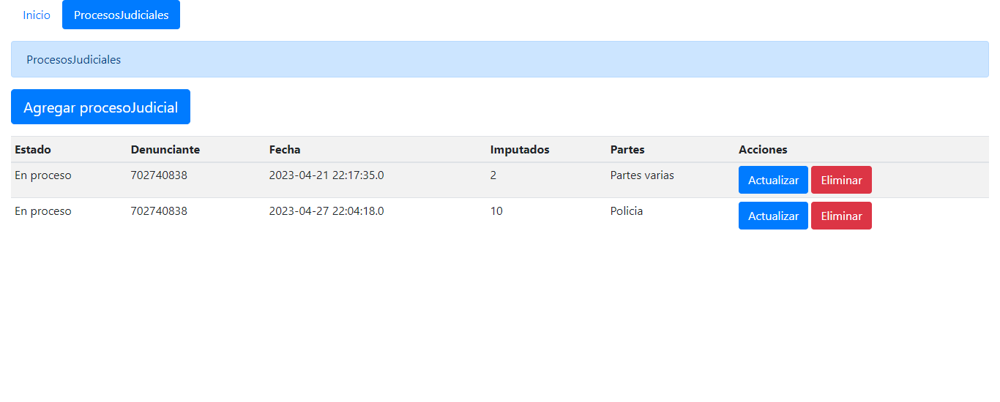 Inicio ProcesosJudiciales
ProcesosJudiciales
Agregar procesoJudicial
Estado Denunciante Fecha Imputados Partes Acciones
En proceso 702740838 2023-04-21 22:17:35.0 2 Partes varias Actualizar Eliminar
En proceso 702740838 2023-04-27 22:04:18.0 10 Policia Actualizar Eliminar